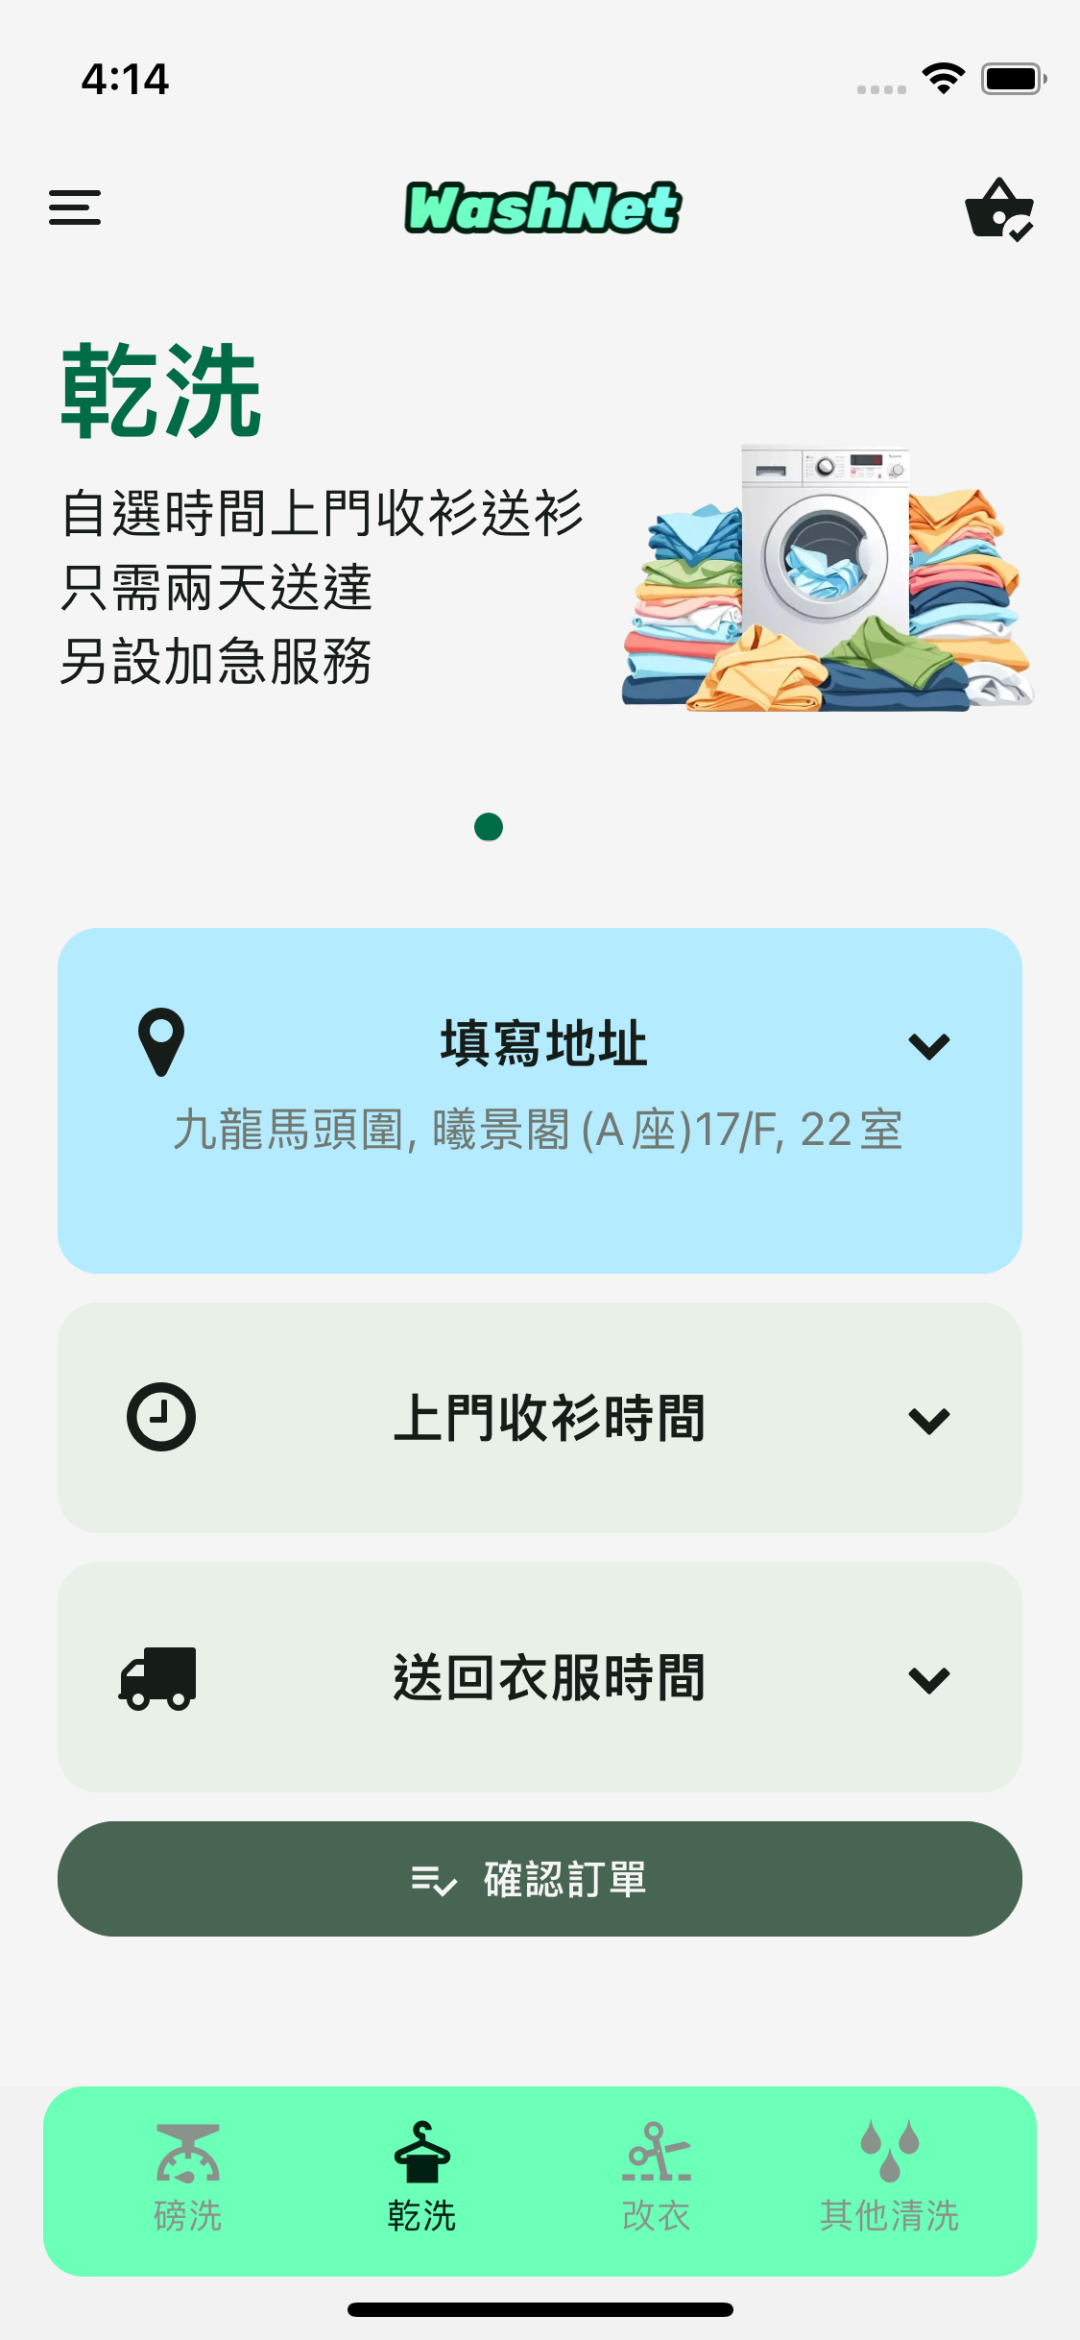 4:14
WashNet
乾洗
自選時間上門收衫送衫
只需兩天送達
另設加急服務
填寫地址
九龍馬頭圍, 曦景閣 (A 座)17/F, 22 室
上門收衫時間
送回衣服時間
確認訂單
磅洗
乾洗
改衣
其他清洗